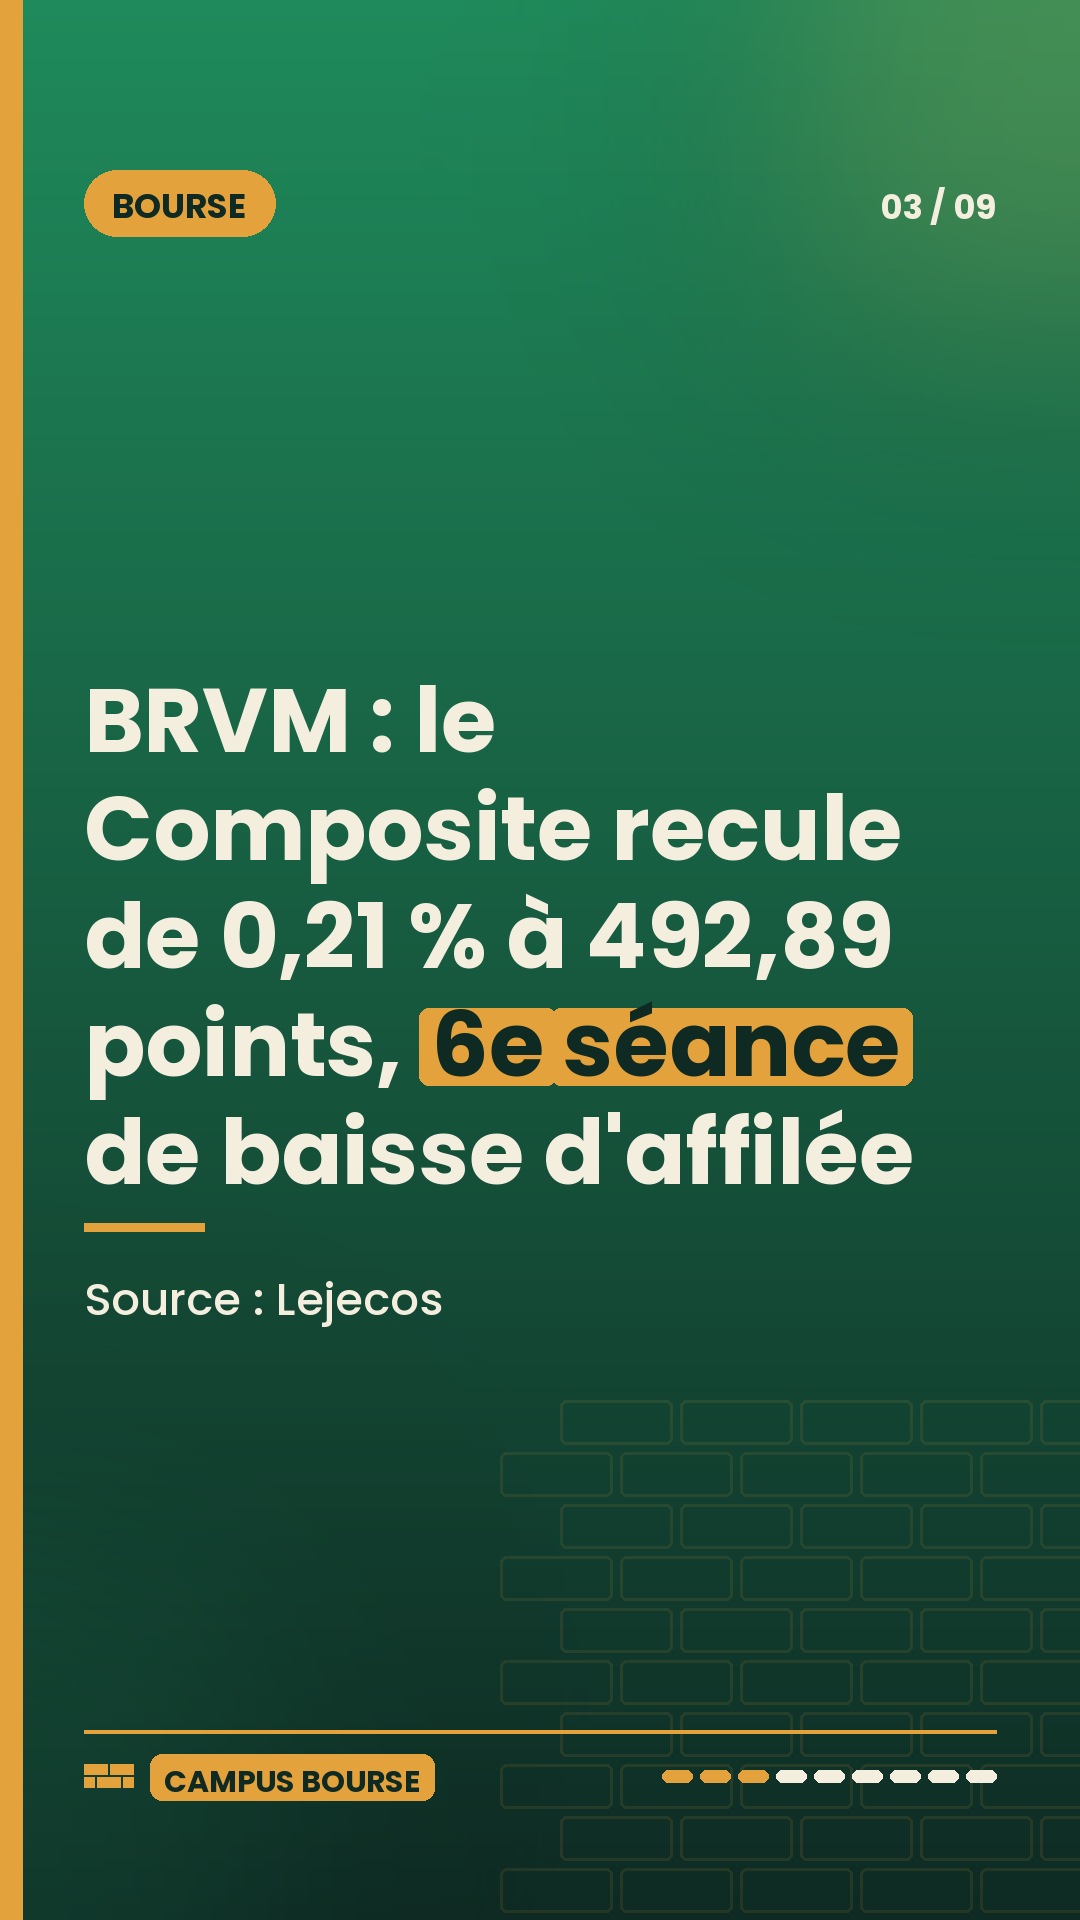 BOURSE
03 / 09
BRVM : le
Composite recule
de 0,21 % à 492,89
points, 6e séance
de baisse d'affilée
Source : Lejecos
CAMPUS BOURSE